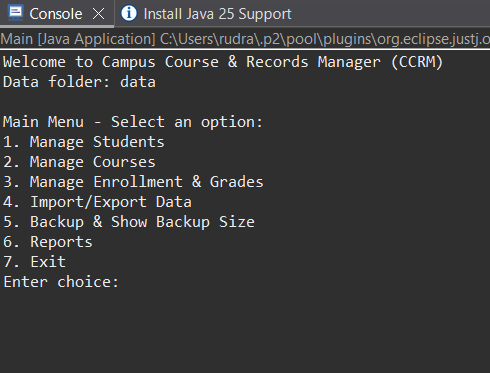 Console
Install Java 25 Support
Main [Java Application] C:\Users\rudra\.p2\pool\plugins\org.eclipse.justj.o
Welcome to Campus Course & Records Manager (CCRM)
Data folder: data
Main Menu - Select an option:
1. Manage Students
2. Manage Courses
3. Manage Enrollment & Grades
4. Import/Export Data
5. Backup & Show Backup Size
6. Reports
7. Exit
Enter choice: